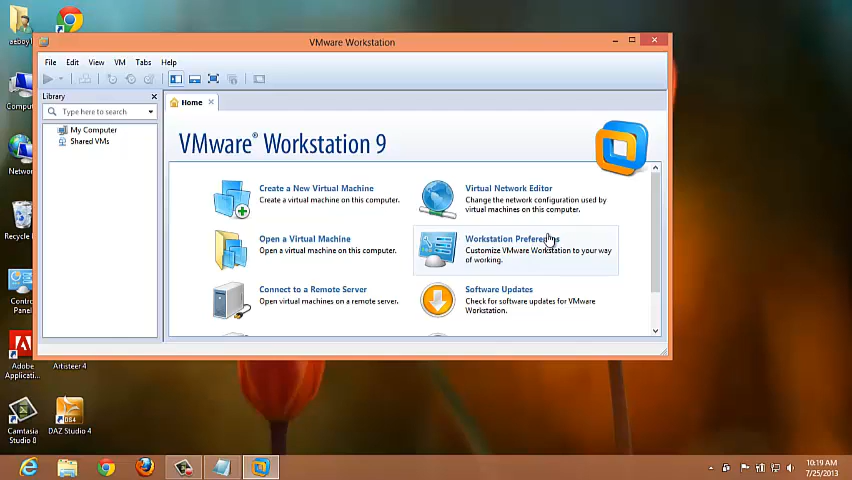 aEboy1
VMware Workstation
File Edit View VM Tabs Help
Library
Home
Type here to search
My Computer
Shared VMs
VMware® Workstation 9
Create a New Virtual Machine
Create a virtual machine on this computer.
Virtual Network Editor
Change the network configuration used by
virtual machines on this computer.
Open a Virtual Machine
Open virtual machines on this computer.
Workstation
Customize VMware Workstation to your way
of working.
Connect to a Remote Server
Open virtual machines on a remote server.
Software Updates
Check for software updates for VMware
Workstation.
Adobe
Applicati...
Artisteer 4
Camtasia
Studio 8
DAZ Studio 4
Control
Panel
10:19 AM
7/25/2013